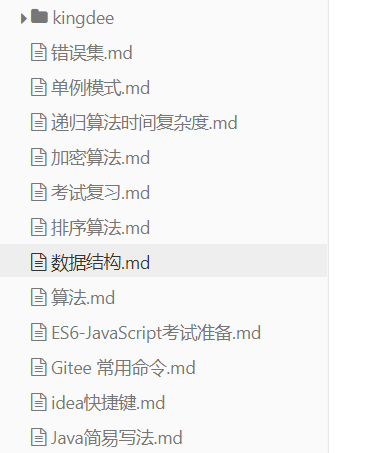 kingdee
错误集.md
单例模式.md
递归算法时间复杂度.md
加密算法.md
考试复习.md
排序算法.md
数据结构.md
算法.md
ES6-JavaScript考试准备.md
Gitee 常用命令.md
idea快捷键.md
Java简易写法.md